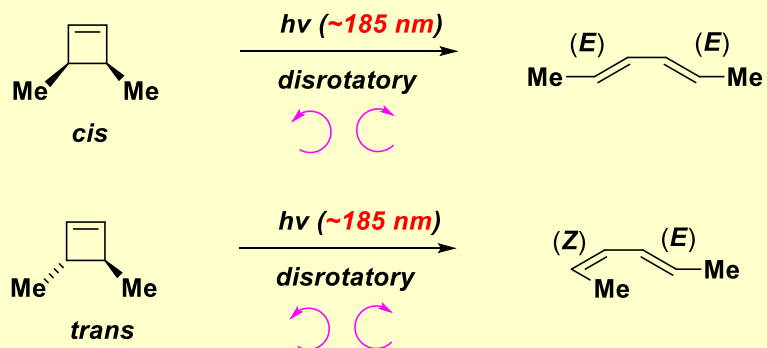 hν (~185 nm)
(E) (E)
disrotatory
Me Me Me Me
cis
hν (~185 nm)
(Z) (E)
disrotatory
Me Me Me
Me
trans